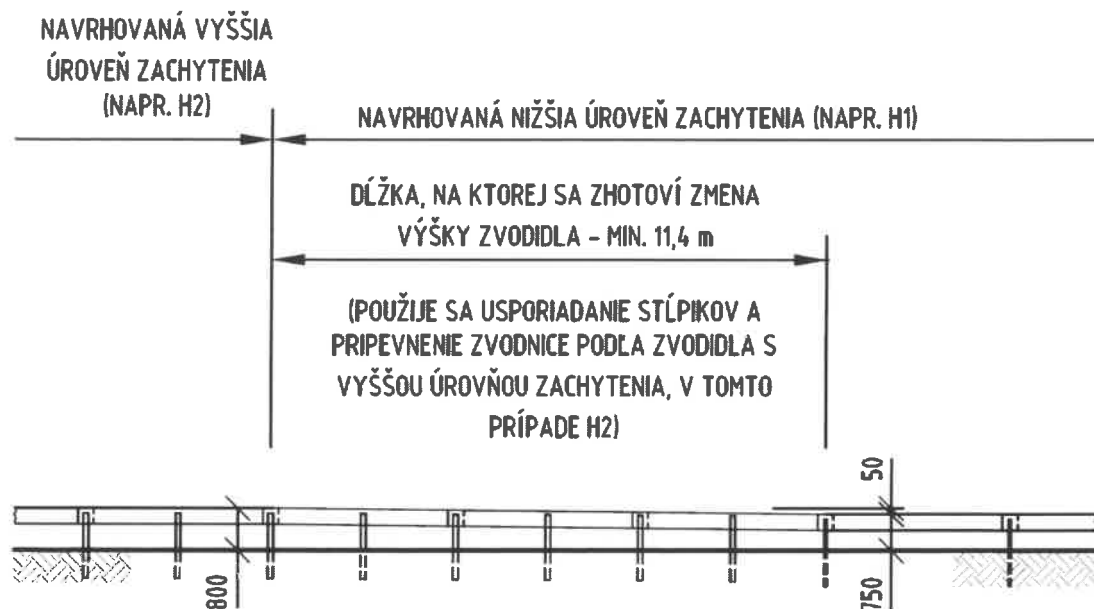 NAVRHOVANÁ VYŠŠIA
ÚROVEŇ ZACHYTENIA
(NAPR. H2)
NAVRHOVANÁ NIŽŠIA ÚROVEŇ ZACHYTENIA (NAPR. H1)
DĹŽKA, NA KTOREJ SA ZHOTOVÍ ZMENA
VÝŠKY ZVODIDLA - MIN. 11,4 m
(POUŽIJE SA USPORIADANIE STĹPIKOV A
PRIPEVNENIE ZVODNICE PODĽA ZVODIDLA S
VYŠŠOU ÚROVŇOU ZACHYTENIA, V TOMTO
PRÍPADE H2)
50
800
750